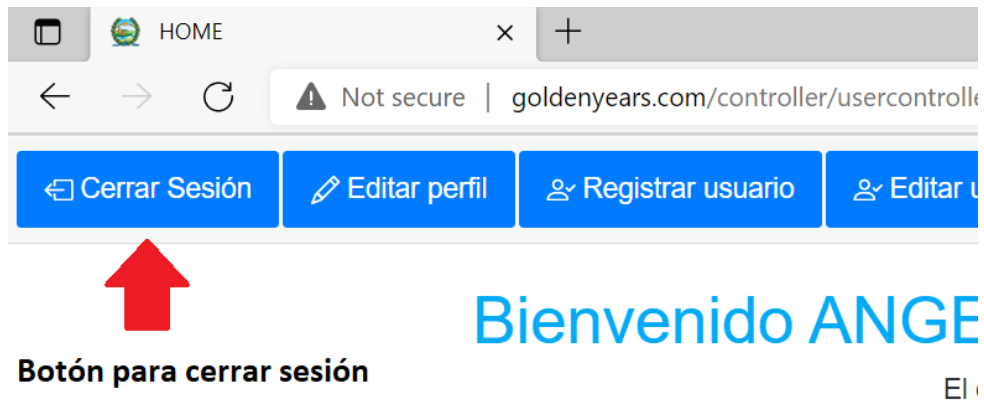 HOME
Not secure | goldenyears.com/controller/usercontrolle
Cerrar Sesión Editar perfil Registrar usuario Editar u
Bienvenido ANGE
Botón para cerrar sesión
El